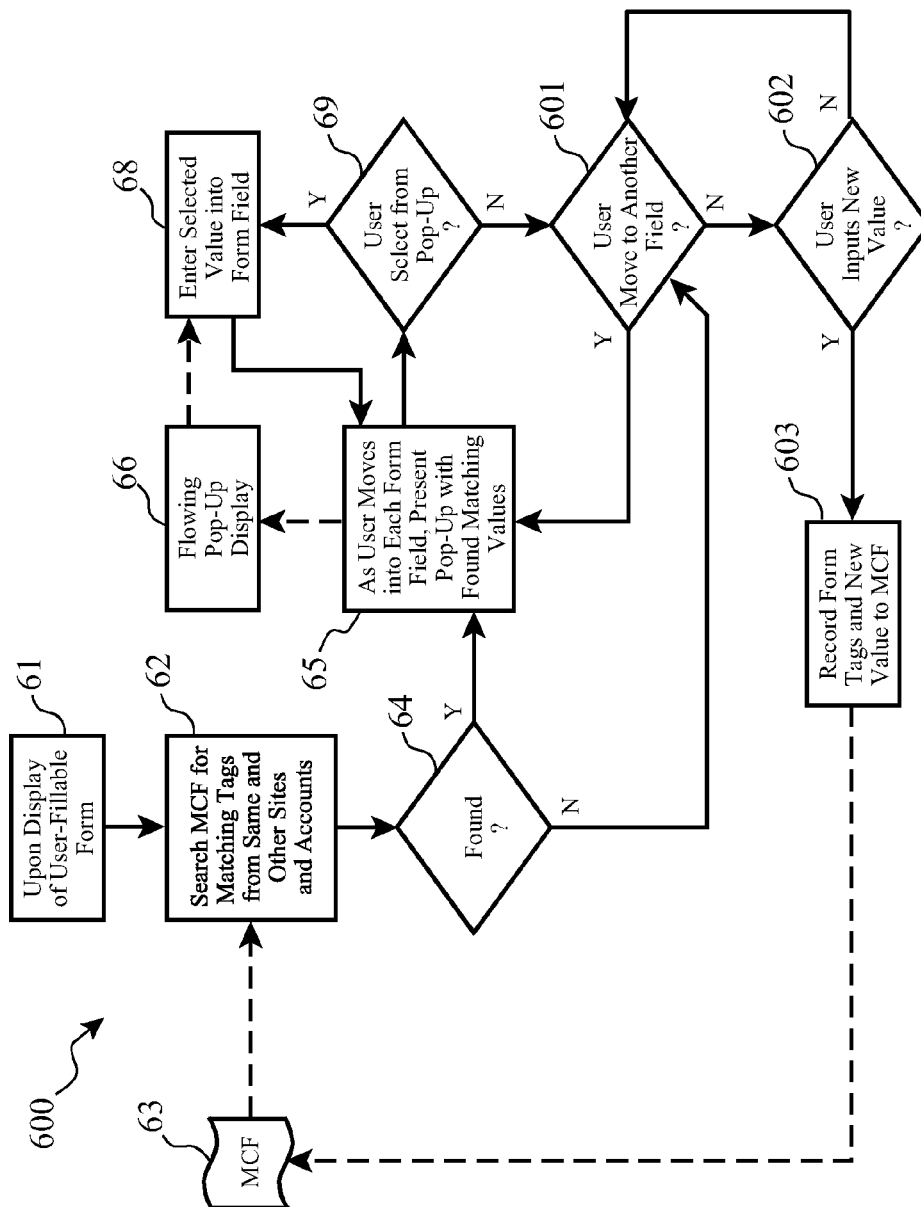 600
61
Upon Display
of User-Fillable
Form
62
Search MCF for
Matching Tags
from Same and
Other Sites
and Accounts
63
MCF
64
Found
?
Y
N
65
As User Moves
into Each Form
Field, Present
Pop-Up with
Found Matching
Values
66
Flowing
Pop-Up
Display
68
Enter Selected
Value into
Form Field
69
User
Select from
Pop-Up
?
Y
N
601
User
Move to Another
Field
?
Y
N
602
User
Inputs New
Value
?
Y
N
603
Record Form
Tags and New
Value to MCF